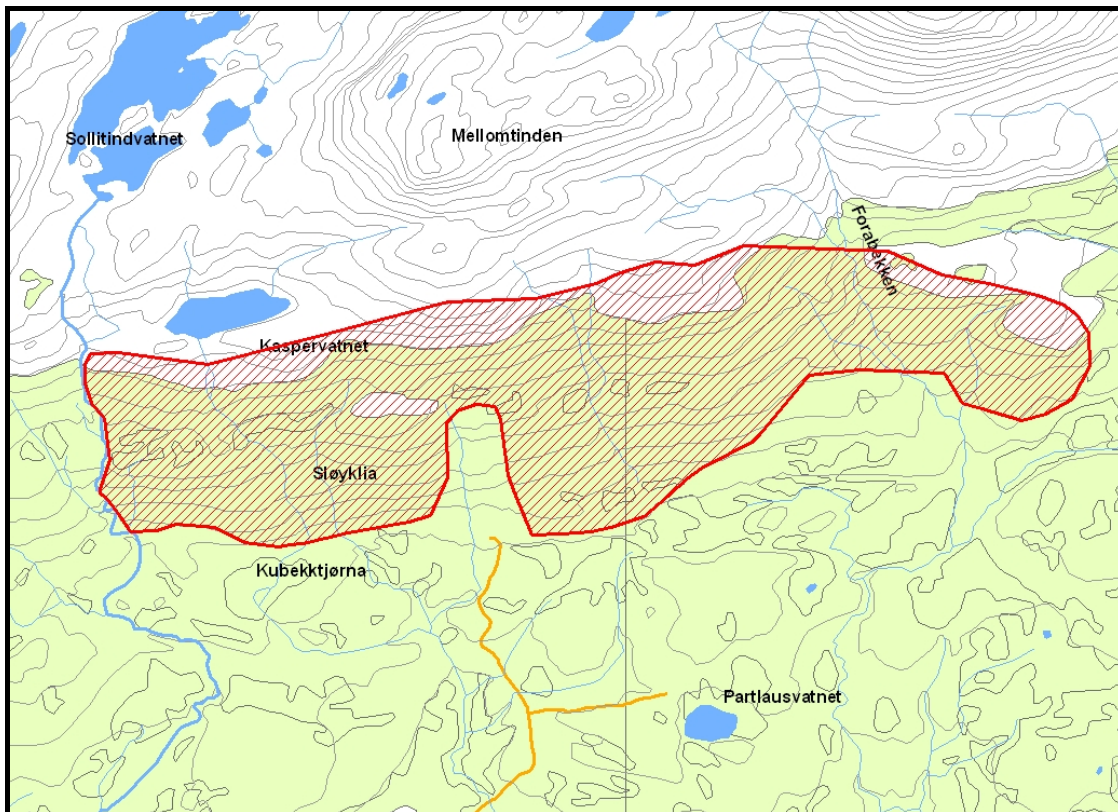 Sollitindvatnet
Mellomtinden
Forabekken
Kaspervatnet
Sløyklia
Kubekktjørna
Partlausvatnet